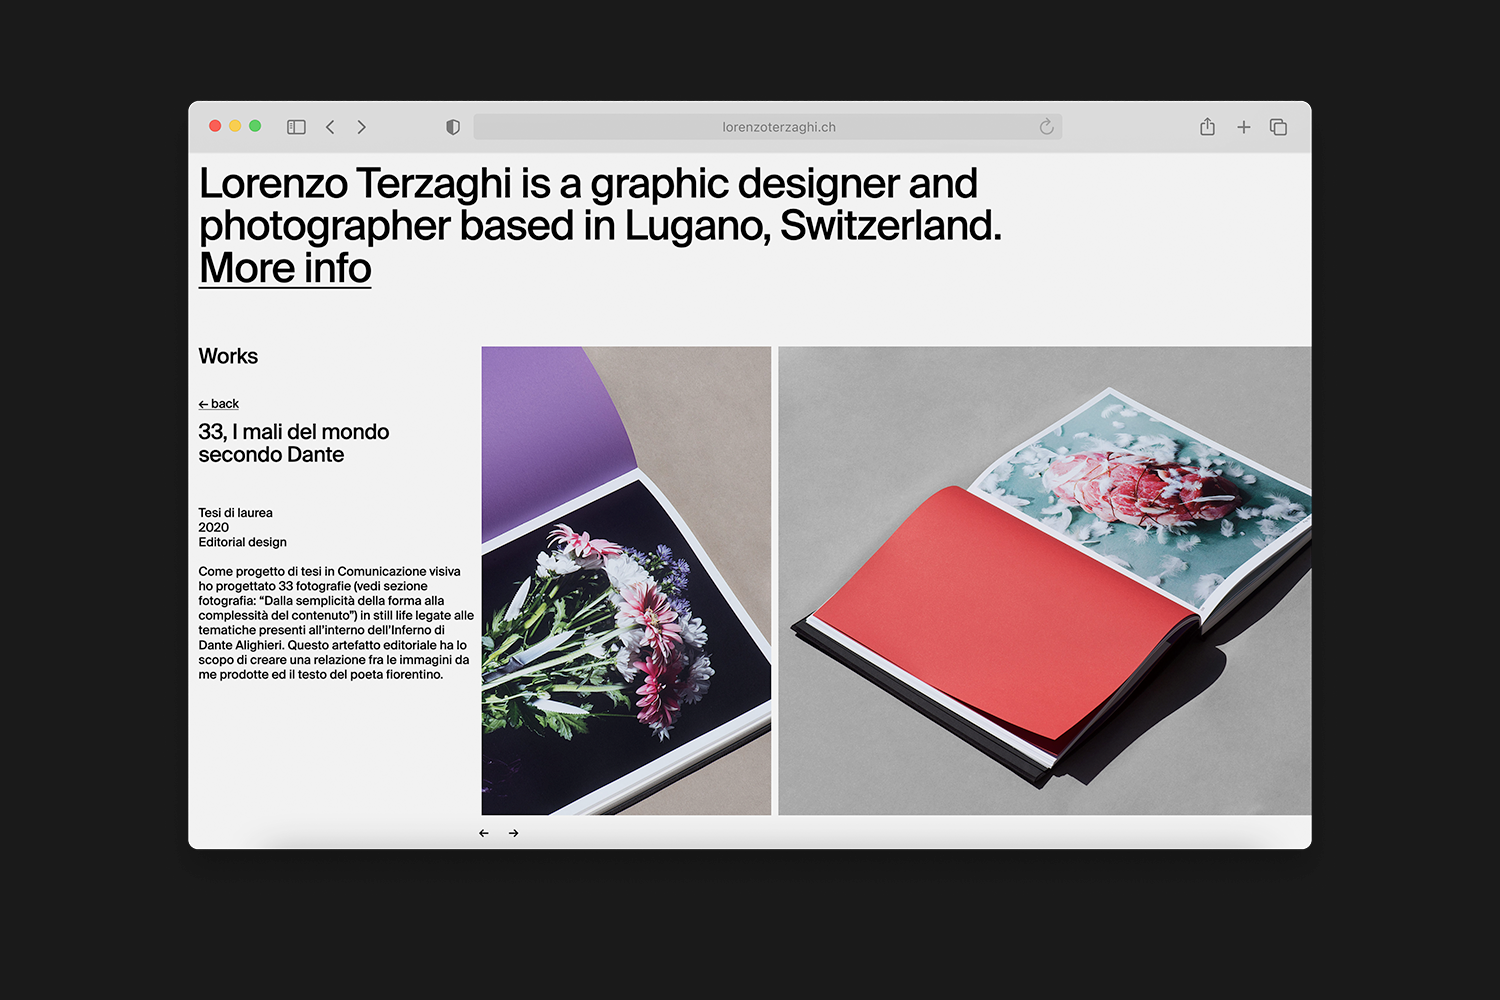 lorenzoterzaghi.ch
Lorenzo Terzaghi is a graphic designer and
photographer based in Lugano, Switzerland.
More info
Works
← back
33, I mali del mondo
secondo Dante
Tesi di laurea
2020
Editorial design
Come progetto di tesi in Comunicazione visiva
ho progettato 33 fotografie (vedi sezione
fotografia: “Dalla semplicità della forma alla
complessità del contenuto”) in still life legate alle
tematiche presenti all’interno dell’Inferno di
Dante Alighieri. Questo artefatto editoriale ha lo
scopo di creare una relazione fra le immagini da
me prodotte ed il testo del poeta fiorentino.
← →